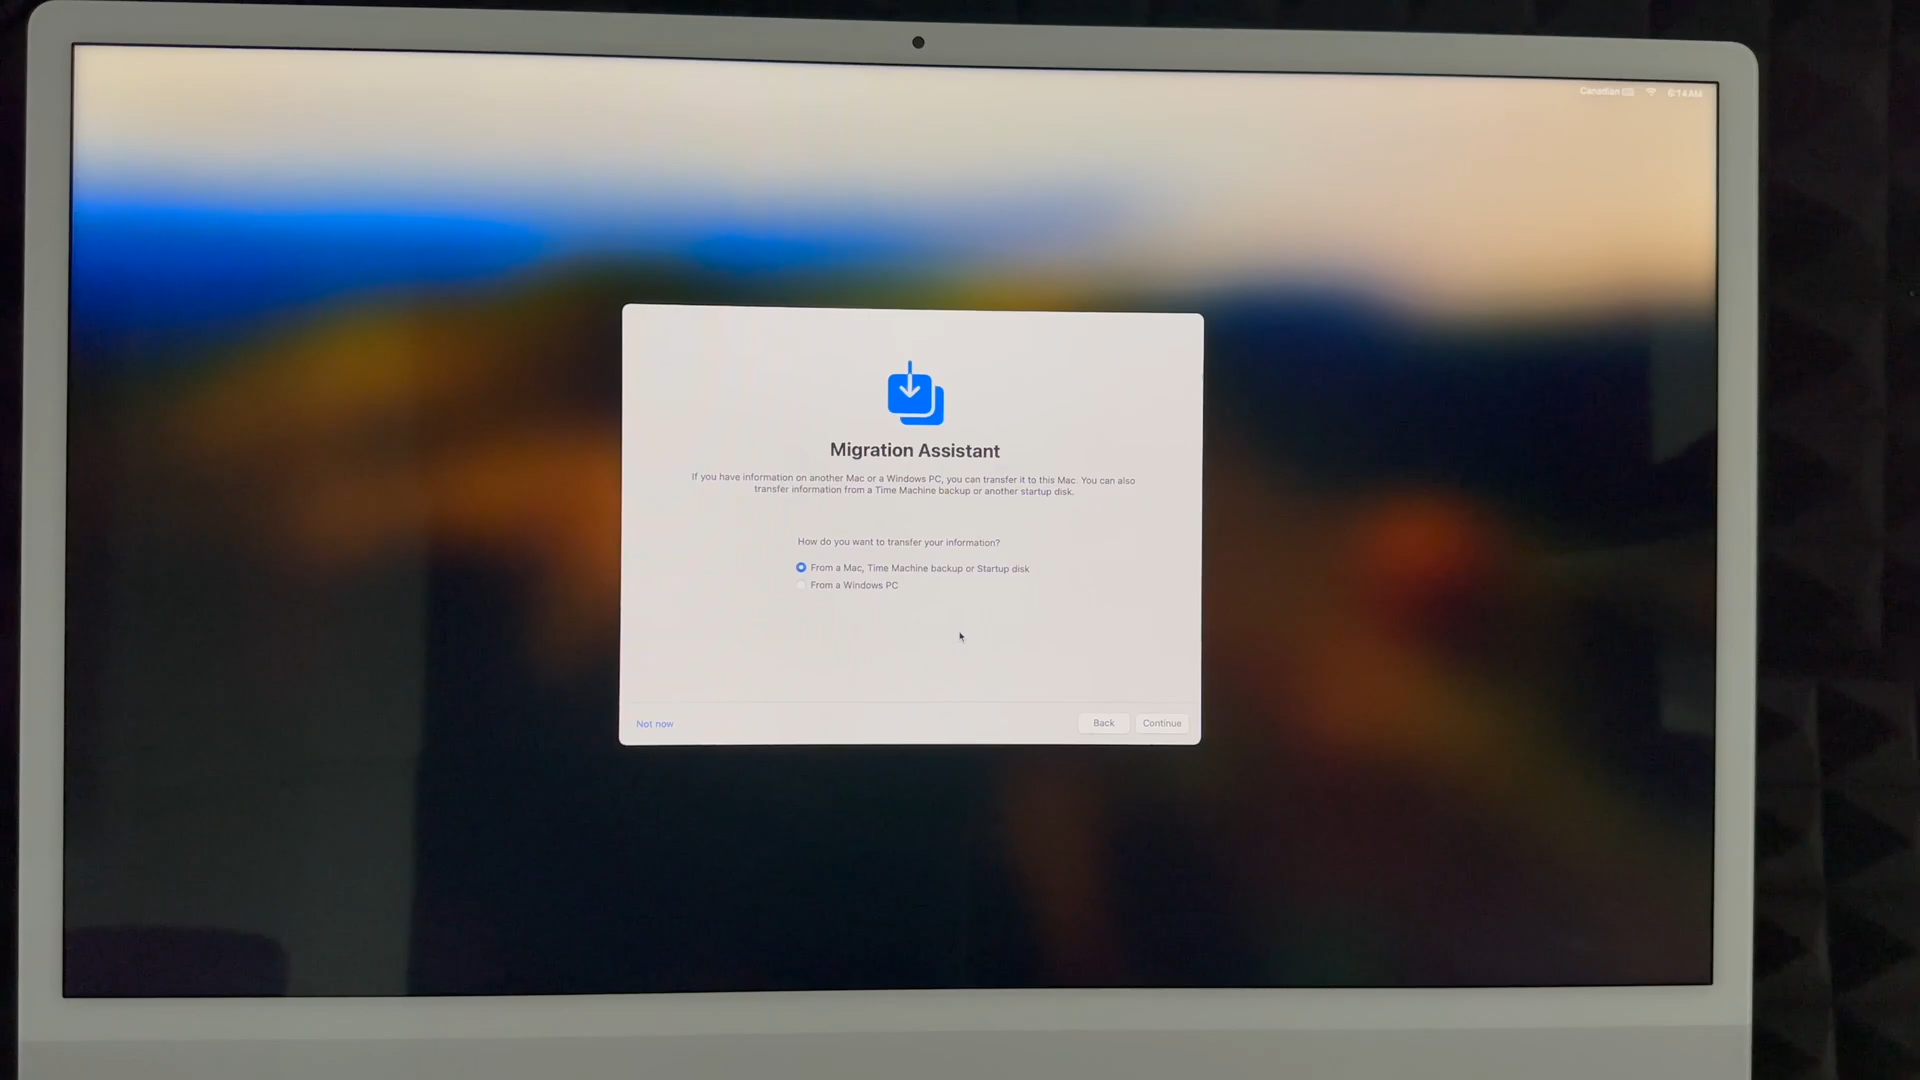 Canadian 6:14AM
Migration Assistant
If you have information on another Mac or a Windows PC, you can transfer it to this Mac. You can also
transfer information from a Time Machine backup or another startup disk.
How do you want to transfer your information?
From a Mac, Time Machine backup or Startup disk
From a Windows PC
Not now
Back
Continue